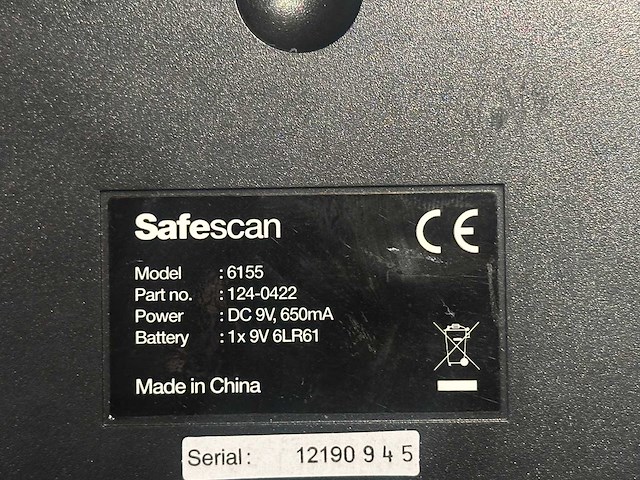 Safescan
CE
Model : 6155
Part no. : 124-0422
Power : DC 9V, 650mA
Battery : 1x 9V 6LR61
Made in China
Serial: 12190 9 4 5